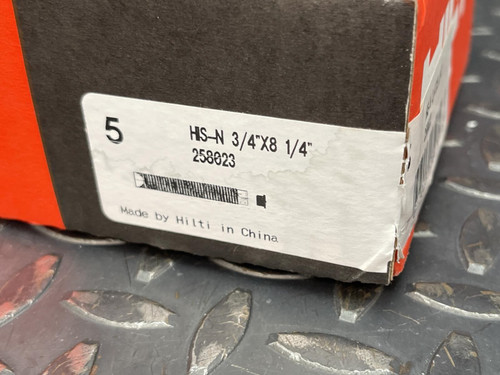 5
HIS-N 3/4"X8 1/4"
258023
Made by Hilti in China